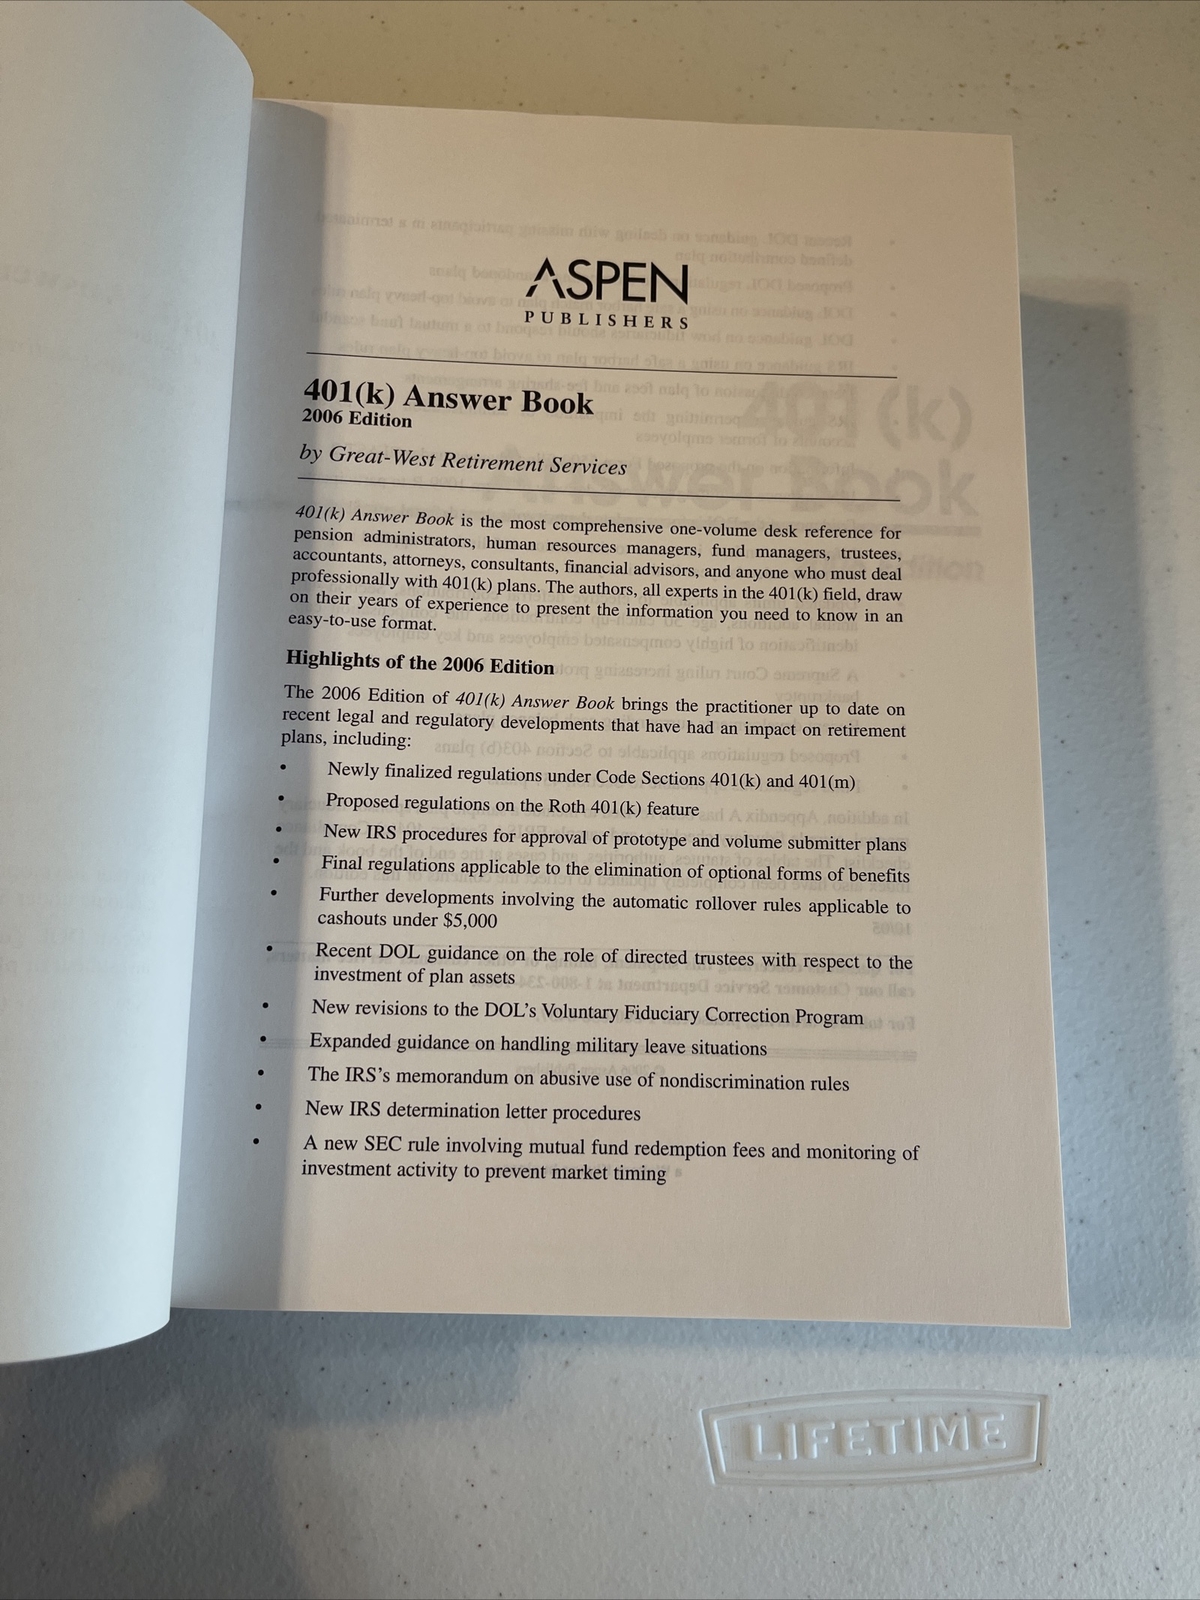 ASPEN
PUBLISHERS
401(k) Answer Book
2006 Edition
by Great-West Retirement Services
401(k) Answer Book is the most comprehensive one-volume desk reference for
pension administrators, human resources managers, fund managers, trustees,
accountants, attorneys, consultants, financial advisors, and anyone who must deal
professionally with 401(k) plans. The authors, all experts in the 401(k) field, draw
on their years of experience to present the information you need to know in an
easy-to-use format.
Highlights of the 2006 Edition
The 2006 Edition of 401(k) Answer Book brings the practitioner up to date on
recent legal and regulatory developments that have had an impact on retirement
plans, including:
• Newly finalized regulations under Code Sections 401(k) and 401(m)
• Proposed regulations on the Roth 401(k) feature
• New IRS procedures for approval of prototype and volume submitter plans
• Final regulations applicable to the elimination of optional forms of benefits
• Further developments involving the automatic rollover rules applicable to
cashouts under $5,000
• Recent DOL guidance on the role of directed trustees with respect to the
investment of plan assets
• New revisions to the DOL's Voluntary Fiduciary Correction Program
• Expanded guidance on handling military leave situations
• The IRS's memorandum on abusive use of nondiscrimination rules
• New IRS determination letter procedures
• A new SEC rule involving mutual fund redemption fees and monitoring of
investment activity to prevent market timing
LIFETIME